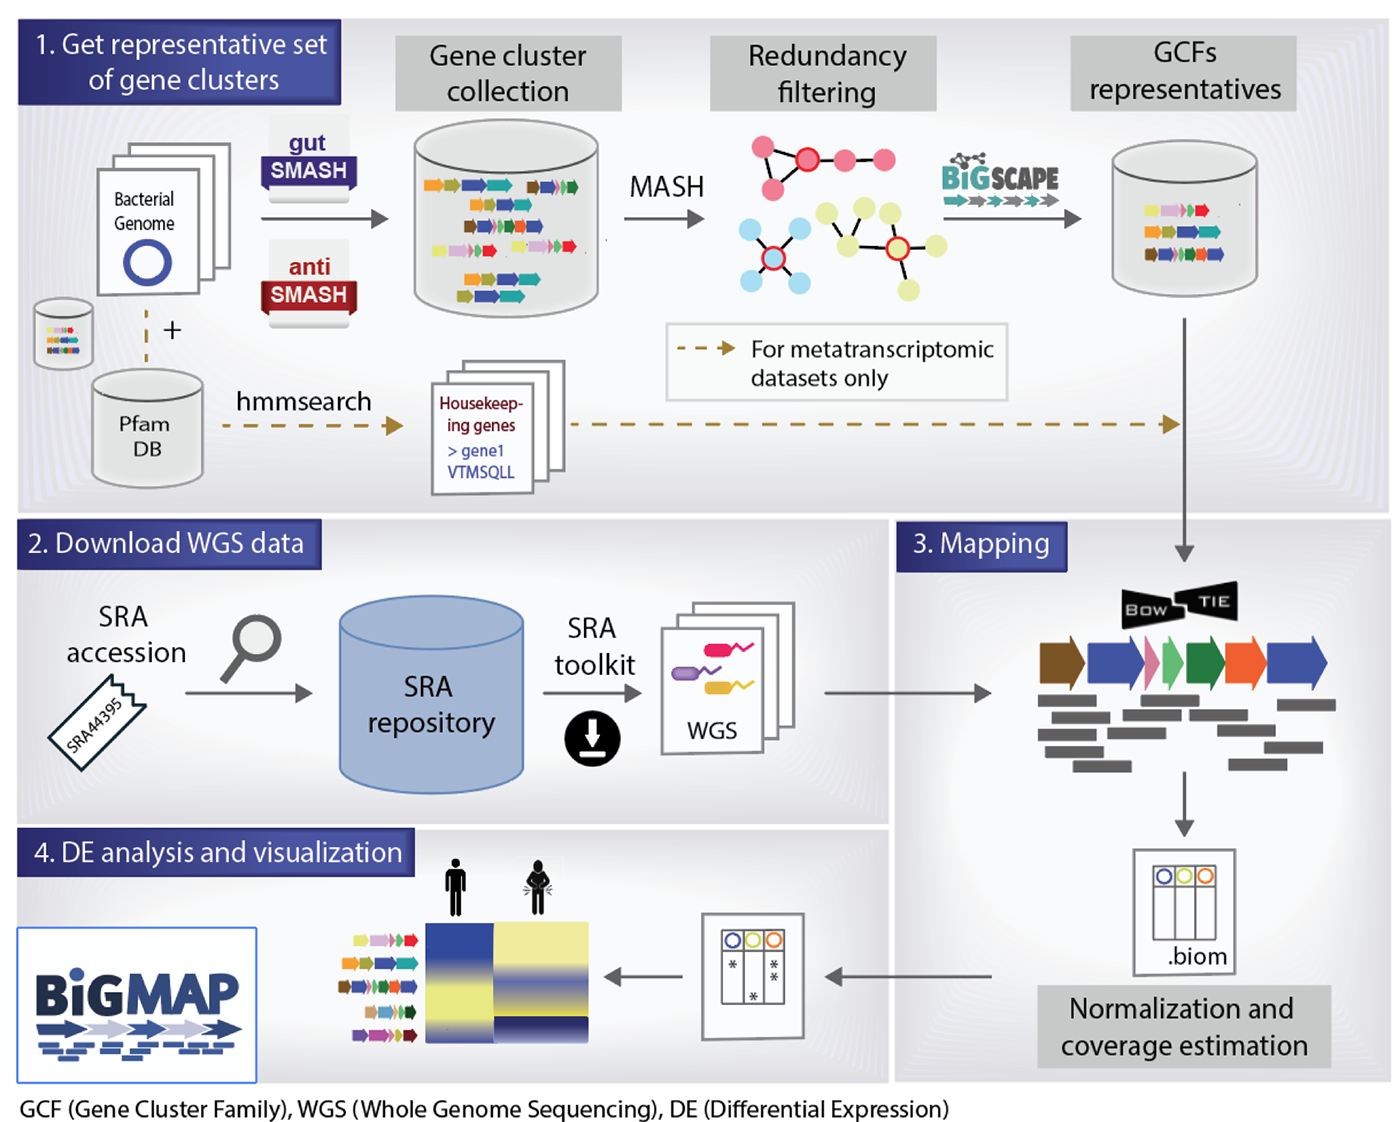 1. Get representative set
of gene clusters
Gene cluster
collection
Redundancy
filtering
GCFs
representatives
gut
SMASH
Bacterial
Genome
anti
SMASH
MASH
BiGSCAPE
+
For metatranscriptomic
datasets only
Pfam
DB
hmmsearch
Housekeep-
ing genes
> gene1
VTMSQLL
2. Download WGS data
SRA
accession
SRA44395
SRA
repository
SRA
toolkit
WGS
3. Mapping
BOW TIE
.biom
Normalization and
coverage estimation
4. DE analysis and visualization
BiGMAP
* *
*
*
GCF (Gene Cluster Family), WGS (Whole Genome Sequencing), DE (Differential Expression)